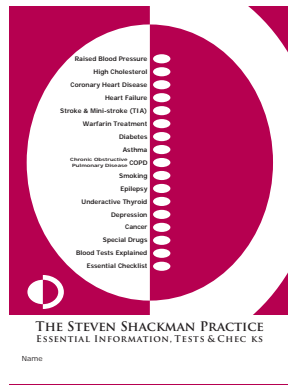 Raised Blood Pressure
High Cholesterol
Coronary Heart Disease
Heart Failure
Stroke & Mini-stroke (TIA)
Warfarin Treatment
Diabetes
Asthma
Chronic Obstructive Pulmonary Disease COPD
Smoking
Epilepsy
Underactive Thyroid
Depression
Cancer
Special Drugs
Blood Tests Explained
Essential Checklist
THE STEVEN SHACKMAN PRACTICE
ESSENTIAL INFORMATION, TESTS & CHEC KS
Name